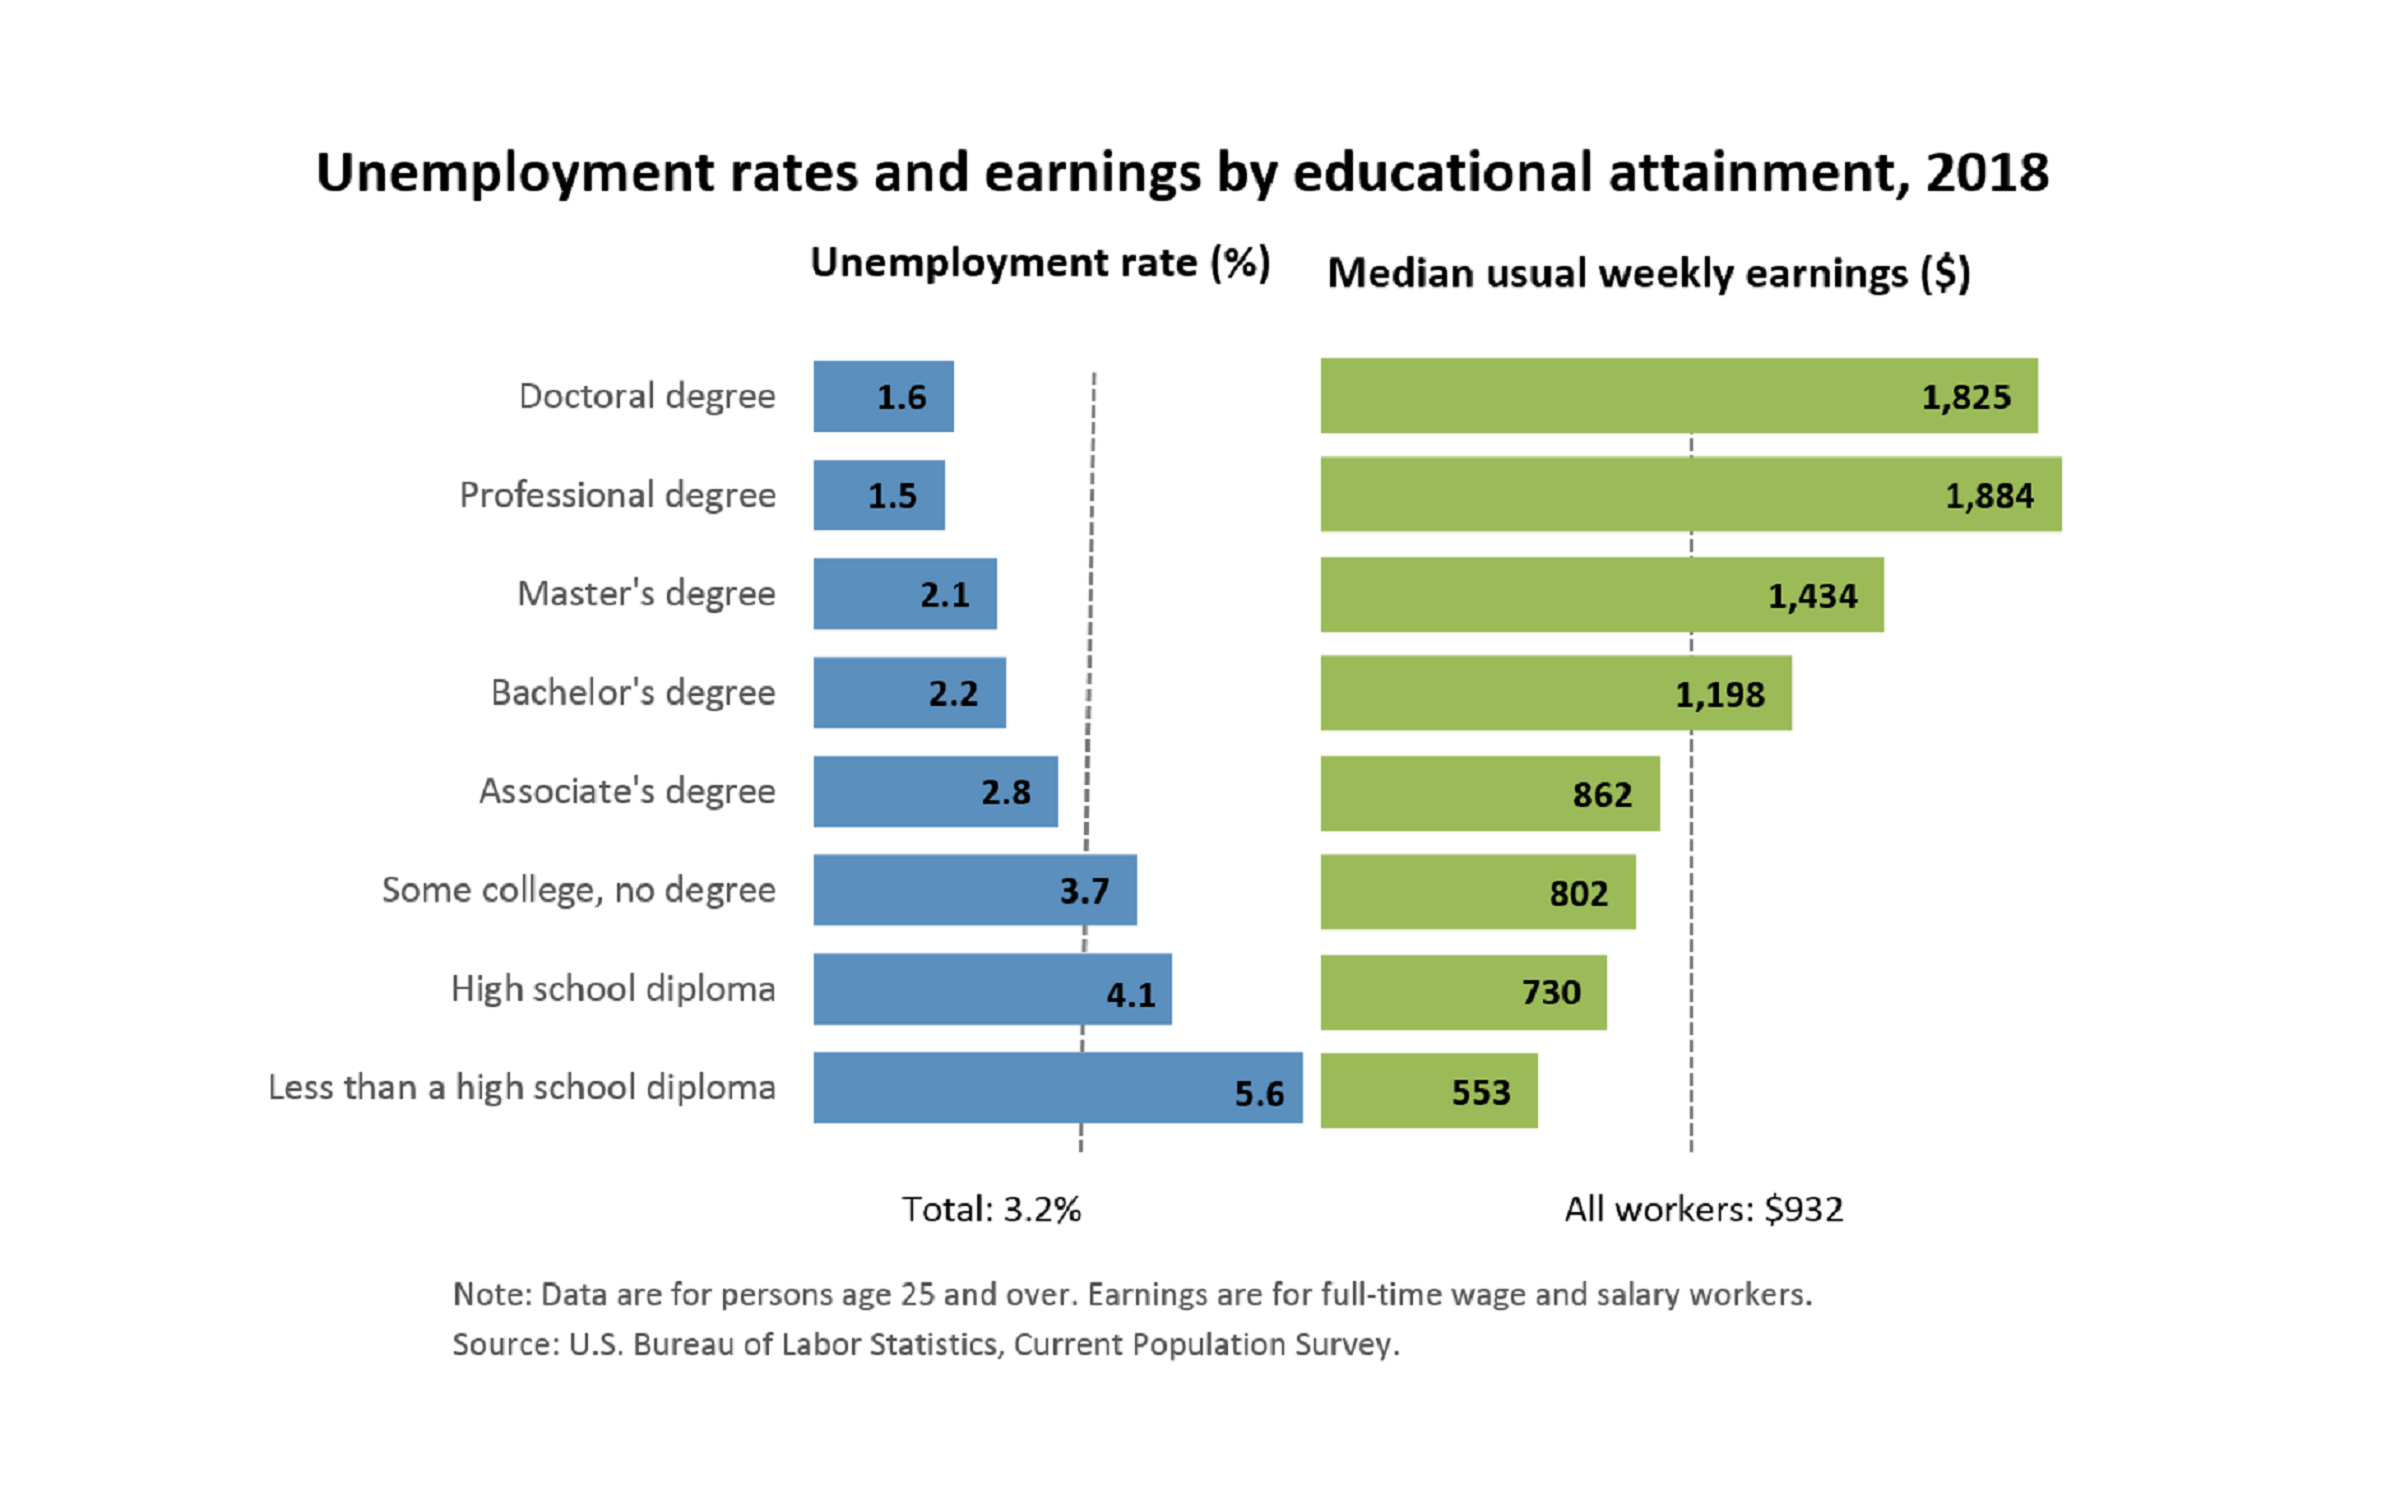 Unemployment rates and earnings by educational attainment, 2018
Unemployment rate (%) Median usual weekly earnings ($)
Doctoral degree 1.6 1,825
Professional degree 1.5 1,884
Master's degree 2.1 1,434
Bachelor's degree 2.2 1,198
Associate's degree 2.8 862
Some college, no degree 3.7 802
High school diploma 4.1 730
Less than a high school diploma 5.6 553
Total: 3.2% All workers: $932
Note: Data are for persons age 25 and over. Earnings are for full-time wage and salary workers.
Source: U.S. Bureau of Labor Statistics, Current Population Survey.